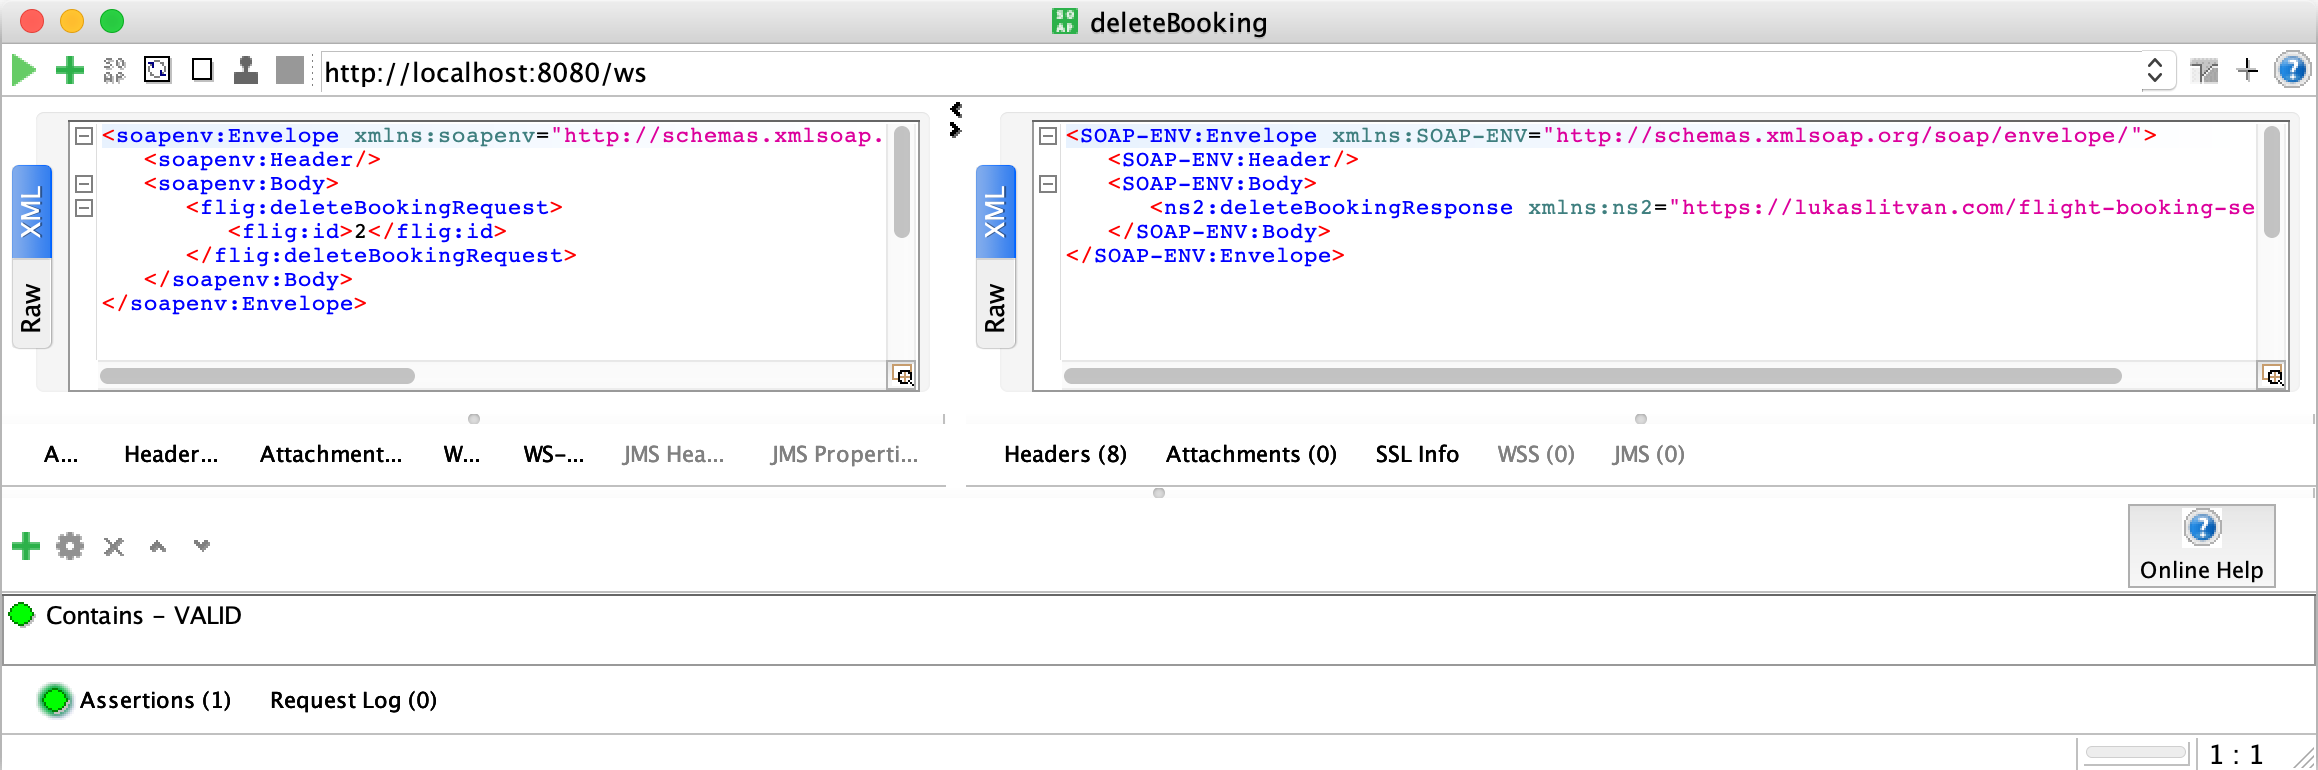 SOAP deleteBooking
SOAP http://localhost:8080/ws
XML
Raw
<soapenv:Envelope xmlns:soapenv="http://schemas.xmlsoap.
<soapenv:Header/>
<soapenv:Body>
<flig:deleteBookingRequest>
<flig:id>2</flig:id>
</flig:deleteBookingRequest>
</soapenv:Body>
</soapenv:Envelope>
XML
Raw
<SOAP-ENV:Envelope xmlns:SOAP-ENV="http://schemas.xmlsoap.org/soap/envelope/">
<SOAP-ENV:Header/>
<SOAP-ENV:Body>
<ns2:deleteBookingResponse xmlns:ns2="https://lukaslitvan.com/flight-booking-se
</SOAP-ENV:Body>
</SOAP-ENV:Envelope>
A... Header... Attachment... W... WS-... JMS Hea... JMS Properti...
Headers (8) Attachments (0) SSL Info WSS (0) JMS (0)
Online Help
Contains – VALID
Assertions (1) Request Log (0)
1 : 1